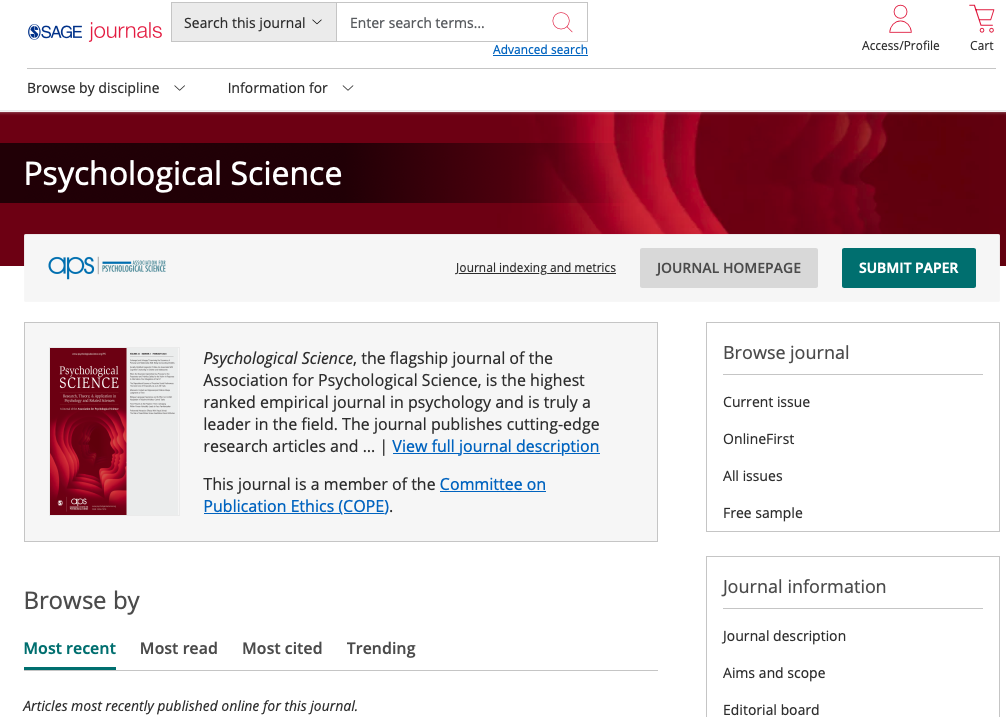 SAGE journals
Search this journal
Enter search terms...
Advanced search
Access/Profile
Cart
Browse by discipline
Information for
Psychological Science
aps
ASSOCIATION FOR
PSYCHOLOGICAL SCIENCE
Journal indexing and metrics
JOURNAL HOMEPAGE
SUBMIT PAPER
Psychological
SCIENCE
Research, Theory, & Application in
Psychology and Related Sciences
aps
Psychological Science, the flagship journal of the
Association for Psychological Science, is the highest
ranked empirical journal in psychology and is truly a
leader in the field. The journal publishes cutting-edge
research articles and ... | View full journal description
This journal is a member of the Committee on
Publication Ethics (COPE).
Browse journal
Current issue
OnlineFirst
All issues
Free sample
Browse by
Most recent
Most read
Most cited
Trending
Articles most recently published online for this journal.
Journal information
Journal description
Aims and scope
Editorial board